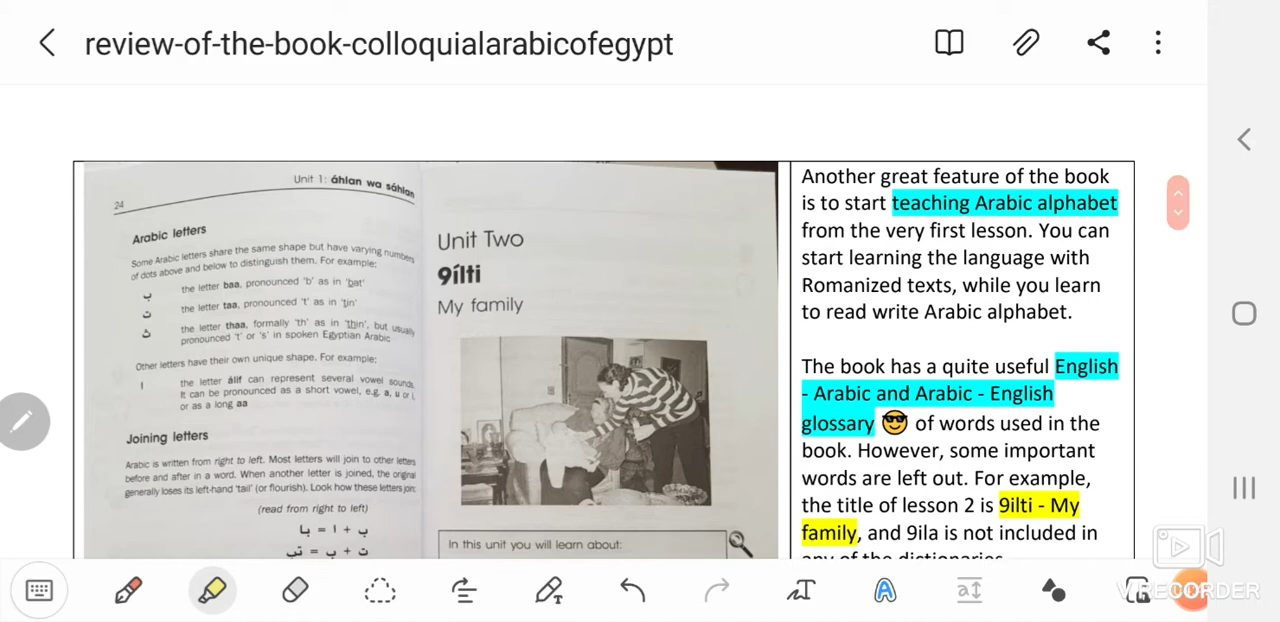 review-of-the-book-colloquialarabicofegypt
24
Unit 1: áhlan wa sáhlan
Arabic letters
Some Arabic letters share the same shape but have varying numbers
of dots above and below to distinguish them. For example:
ب the letter baa, pronounced 'b' as in 'bat'
ت the letter taa, pronounced 't' as in 'tin'
ث the letter thaa, formally 'th' as in 'thin', but usually
pronounced 't' or 's' in spoken Egyptian Arabic
Other letters have their own unique shape. For example:
ا the letter álif can represent several vowel sounds.
It can be pronounced as a short vowel, e.g. a, u or i,
or as a long aa
Joining letters
Arabic is written from right to left. Most letters will join to other letters
before and after in a word. When another letter is joined, the original
generally loses its left-hand 'tail' (or flourish). Look how these letters join:
(read from right to left)
ب + ا = با
ت + ب = تب
Unit Two
9ílti
My family
In this unit you will learn about:
Another great feature of the book
is to start teaching Arabic alphabet
from the very first lesson. You can
start learning the language with
Romanized texts, while you learn
to read write Arabic alphabet.
The book has a quite useful English
- Arabic and Arabic - English
glossary 😎 of words used in the
book. However, some important
words are left out. For example,
the title of lesson 2 is 9ilti - My
family, and 9ila is not included in
any of the dictionaries
T
T
A
a
VRECORDER